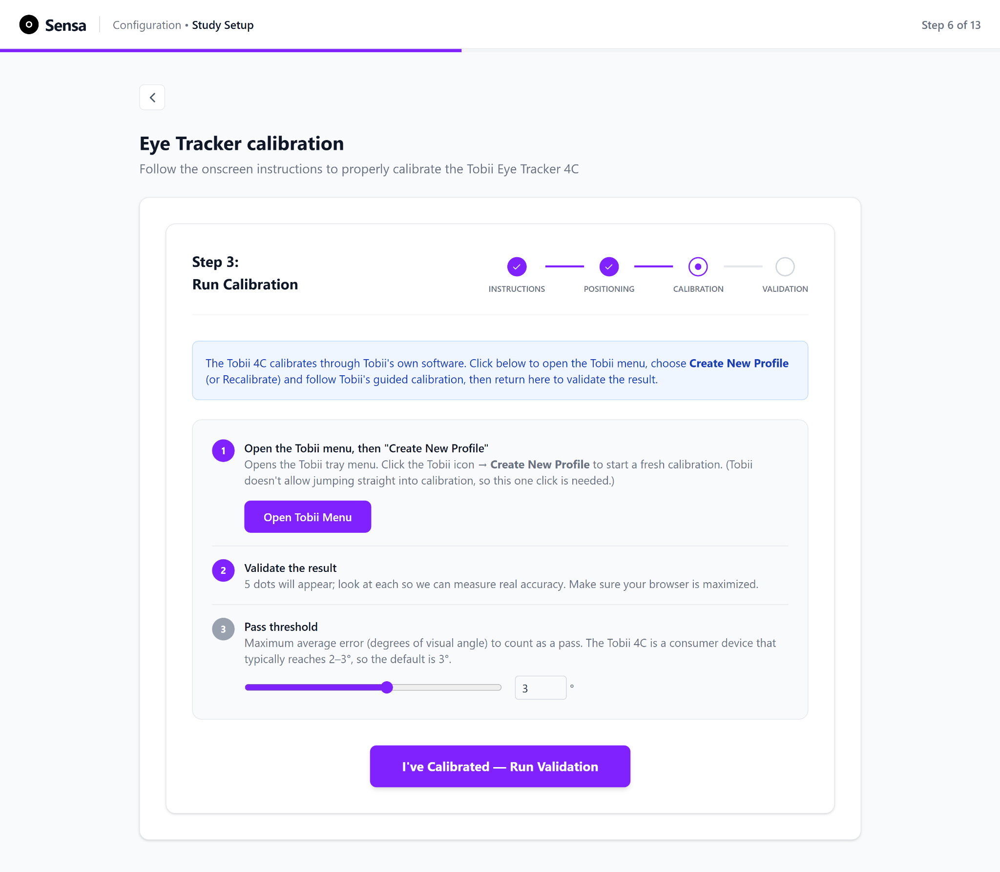 Sensa
Configuration • Study Setup
Step 6 of 13
Eye Tracker calibration
Follow the onscreen instructions to properly calibrate the Tobii Eye Tracker 4C
Step 3:
Run Calibration
INSTRUCTIONS
POSITIONING
CALIBRATION
VALIDATION
The Tobii 4C calibrates through Tobii's own software. Click below to open the Tobii menu, choose Create New Profile
(or Recalibrate) and follow Tobii's guided calibration, then return here to validate the result.
1
Open the Tobii menu, then "Create New Profile"
Opens the Tobii tray menu. Click the Tobii icon → Create New Profile to start a fresh calibration. (Tobii
doesn't allow jumping straight into calibration, so this one click is needed.)
Open Tobii Menu
2
Validate the result
5 dots will appear; look at each so we can measure real accuracy. Make sure your browser is maximized.
3
Pass threshold
Maximum average error (degrees of visual angle) to count as a pass. The Tobii 4C is a consumer device that
typically reaches 2–3°, so the default is 3°.
3 °
I've Calibrated — Run Validation